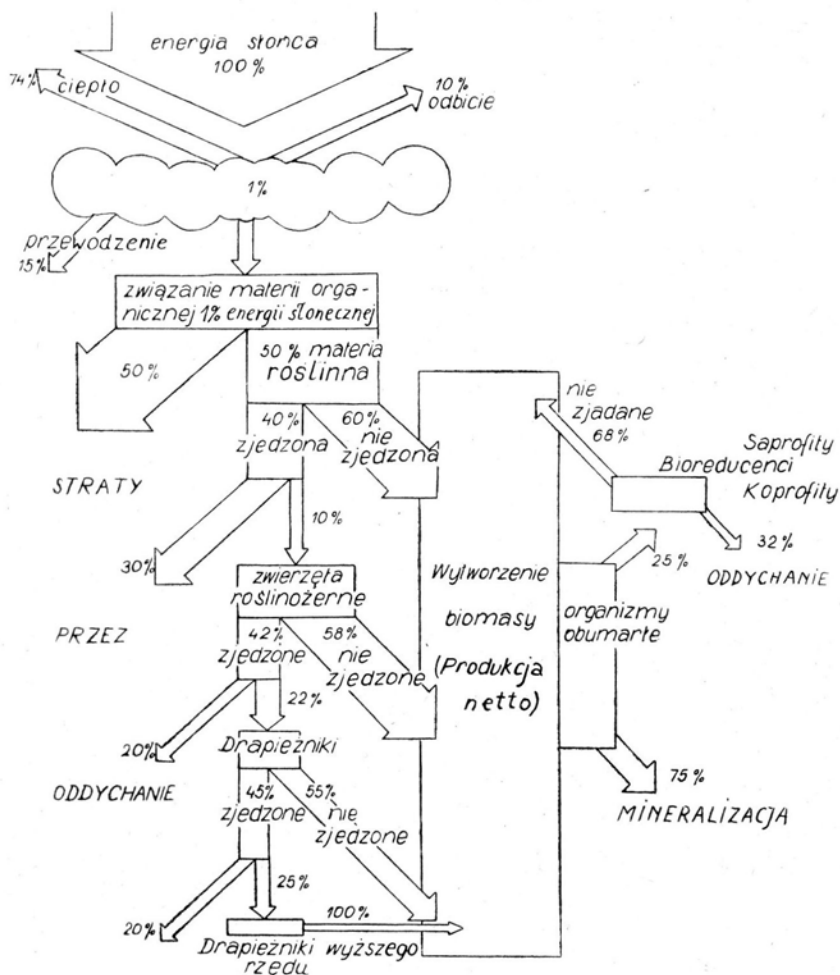 energia słońca
100%
74%
ciepło
10%
odbicie
1%
przewodzenie
15%
związanie materii orga-
nicznej 1% energii słonecznej
50%
50% materia
roślinna
40%
zjedzona
60%
nie
zjedzona
STRATY
10%
30%
zwierzęta
roślinożerne
PRZEZ
42%
zjedzone
58%
nie
zjedzone
22%
20%
Drapieżniki
ODDYCHANIE
45%
zjedzone
55%
nie
zjedzone
25%
20%
100%
Drapieżniki wyższego
rzędu
Wytworzenie
biomasy
(Produkcja
netto)
nie
zjadane
68%
Saprofity
Bioreducenci
Koprofity
32%
ODDYCHANIE
25%
organizmy
obumarłe
75%
MINERALIZACJA